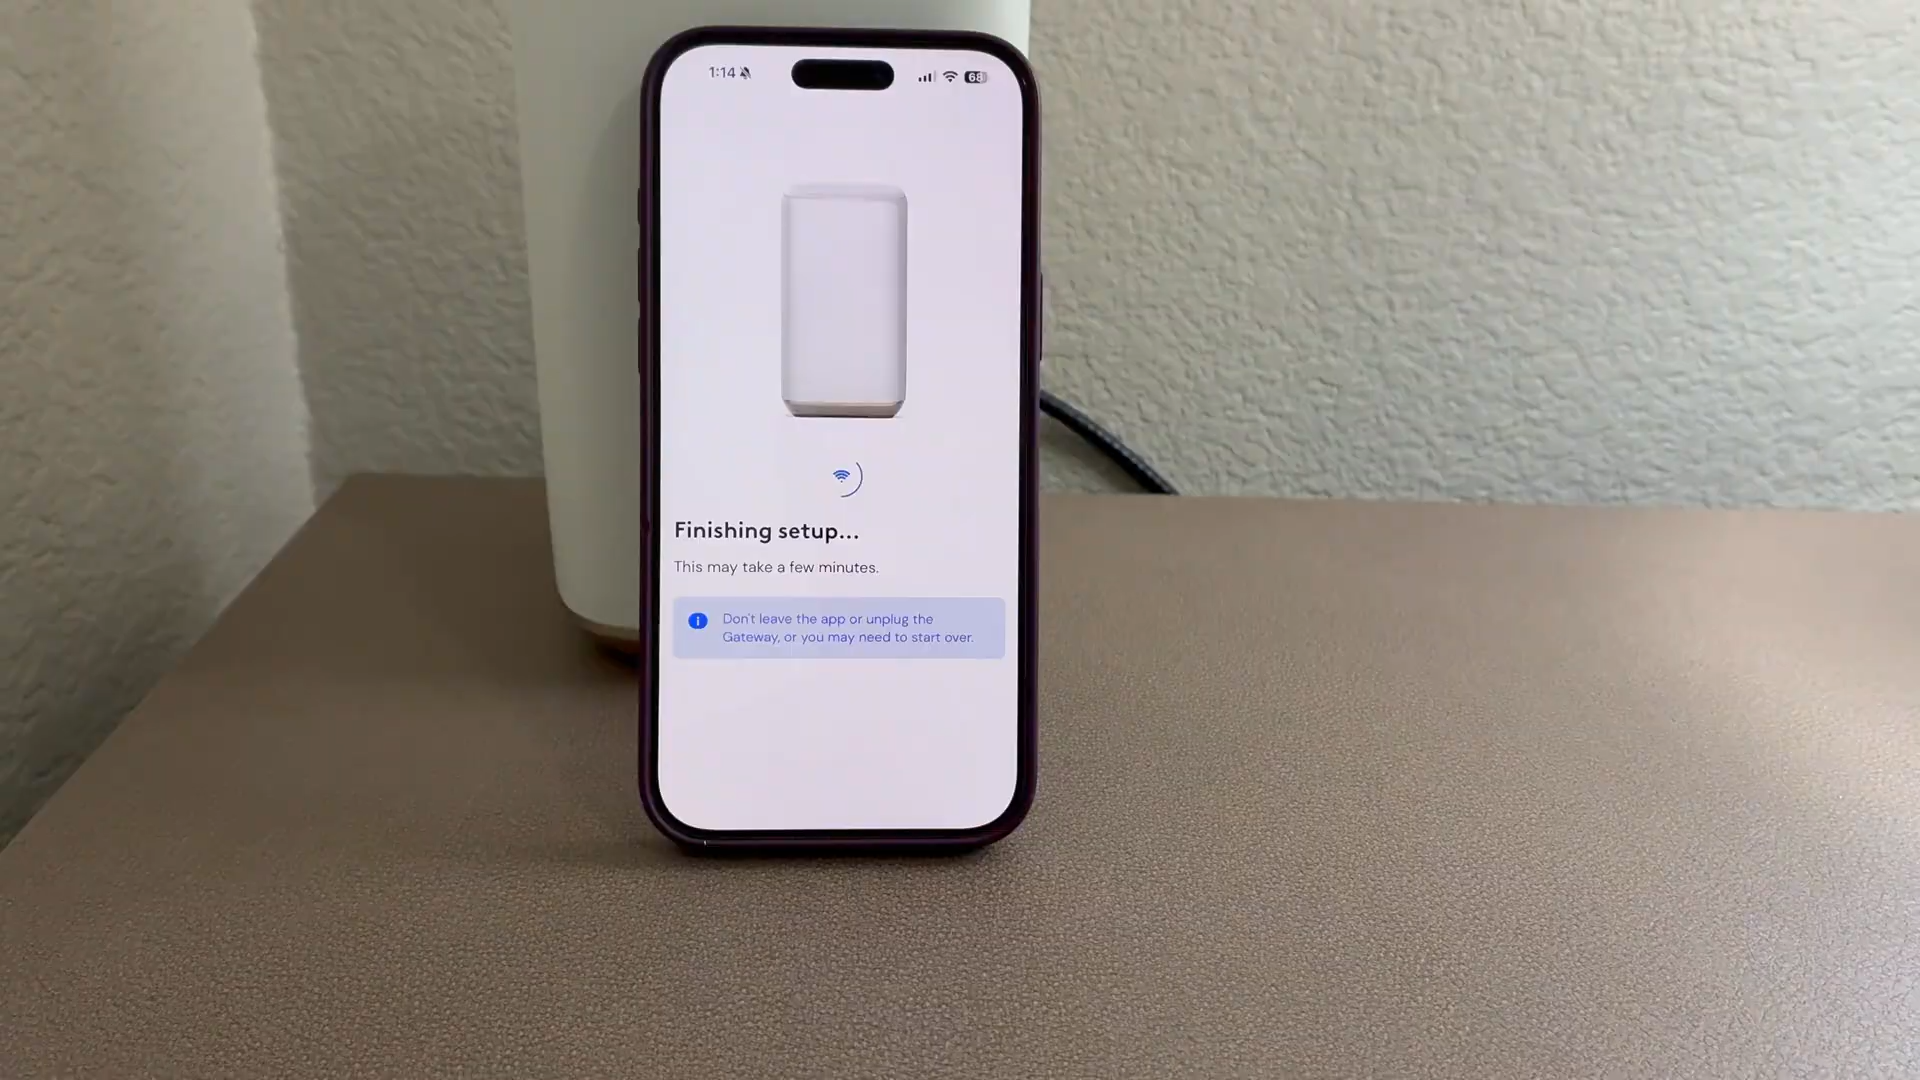 1:14
68
Finishing setup...
This may take a few minutes.
Don't leave the app or unplug the
Gateway, or you may need to start over.